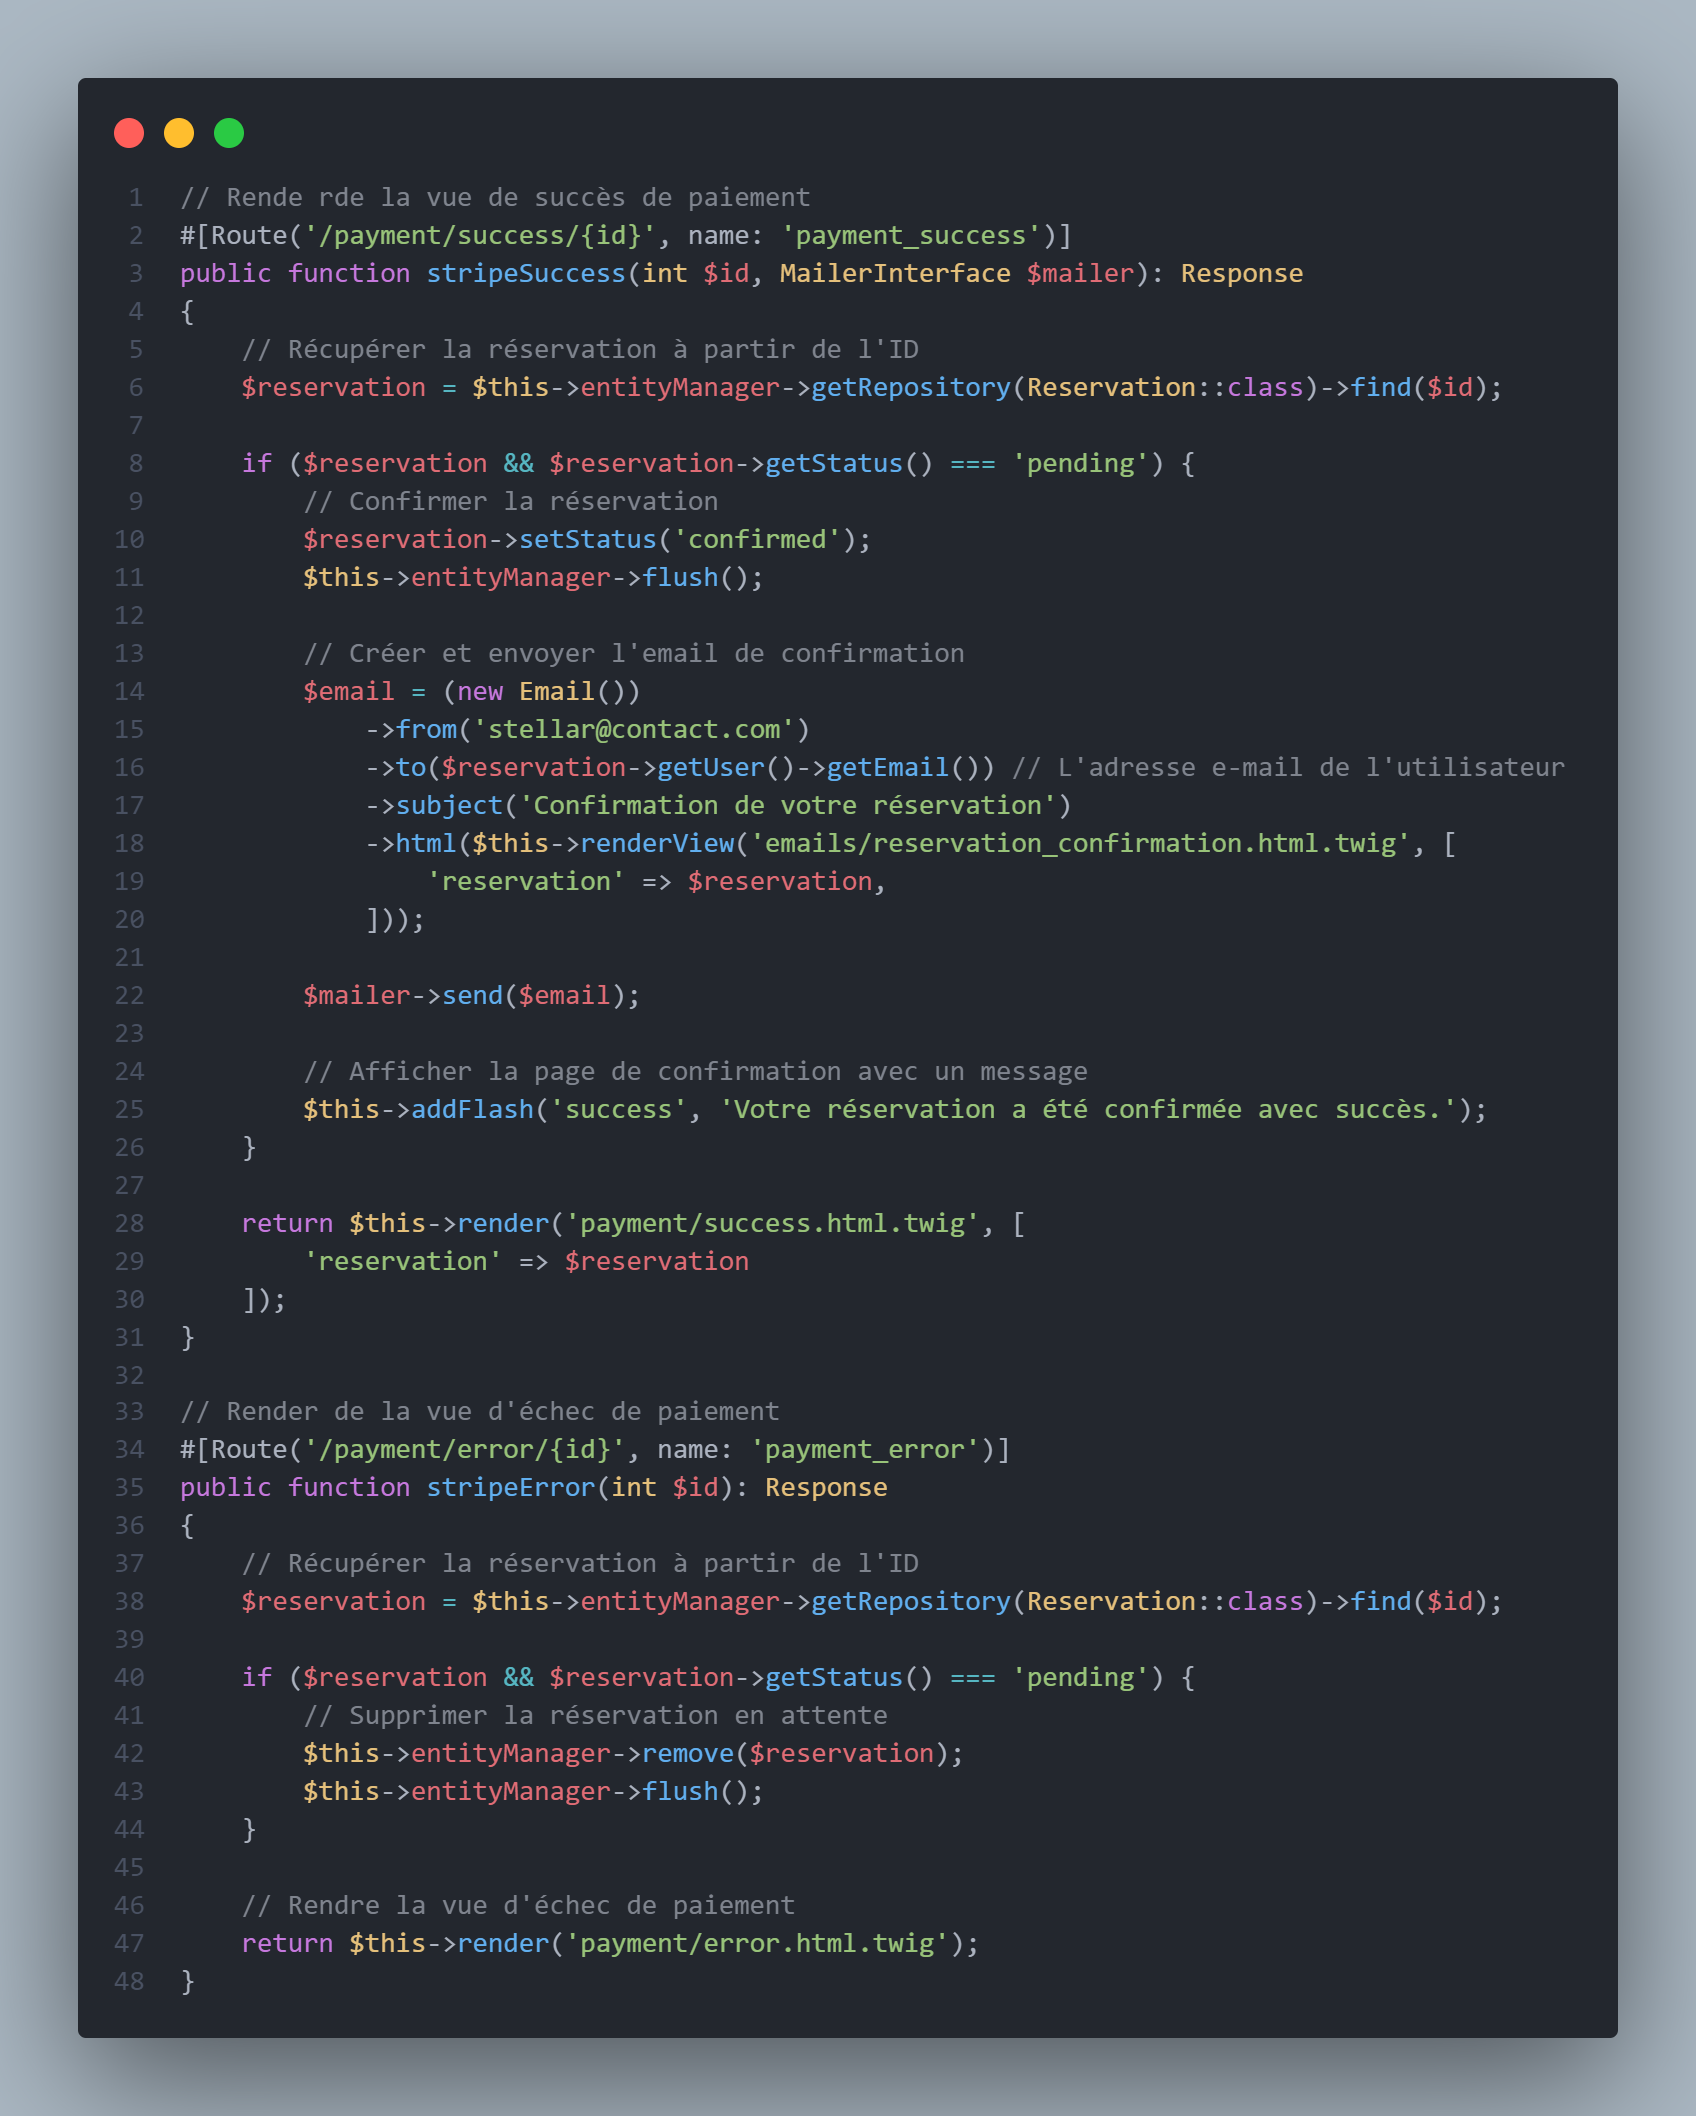 1 // Rende rde la vue de succès de paiement
2 #[Route('/payment/success/{id}', name: 'payment_success')]
3 public function stripeSuccess(int $id, MailerInterface $mailer): Response
4 {
5     // Récupérer la réservation à partir de l'ID
6     $reservation = $this->entityManager->getRepository(Reservation::class)->find($id);
7
8     if ($reservation && $reservation->getStatus() === 'pending') {
9         // Confirmer la réservation
10         $reservation->setStatus('confirmed');
11         $this->entityManager->flush();
12
13         // Créer et envoyer l'email de confirmation
14         $email = (new Email())
15             ->from('stellar@contact.com')
16             ->to($reservation->getUser()->getEmail()) // L'adresse e-mail de l'utilisateur
17             ->subject('Confirmation de votre réservation')
18             ->html($this->renderView('emails/reservation_confirmation.html.twig', [
19                 'reservation' => $reservation,
20             ]));
21
22         $mailer->send($email);
23
24         // Afficher la page de confirmation avec un message
25         $this->addFlash('success', 'Votre réservation a été confirmée avec succès.');
26     }
27
28     return $this->render('payment/success.html.twig', [
29         'reservation' => $reservation
30     ]);
31 }
32
33 // Render de la vue d'échec de paiement
34 #[Route('/payment/error/{id}', name: 'payment_error')]
35 public function stripeError(int $id): Response
36 {
37     // Récupérer la réservation à partir de l'ID
38     $reservation = $this->entityManager->getRepository(Reservation::class)->find($id);
39
40     if ($reservation && $reservation->getStatus() === 'pending') {
41         // Supprimer la réservation en attente
42         $this->entityManager->remove($reservation);
43         $this->entityManager->flush();
44     }
45
46     // Rendre la vue d'échec de paiement
47     return $this->render('payment/error.html.twig');
48 }